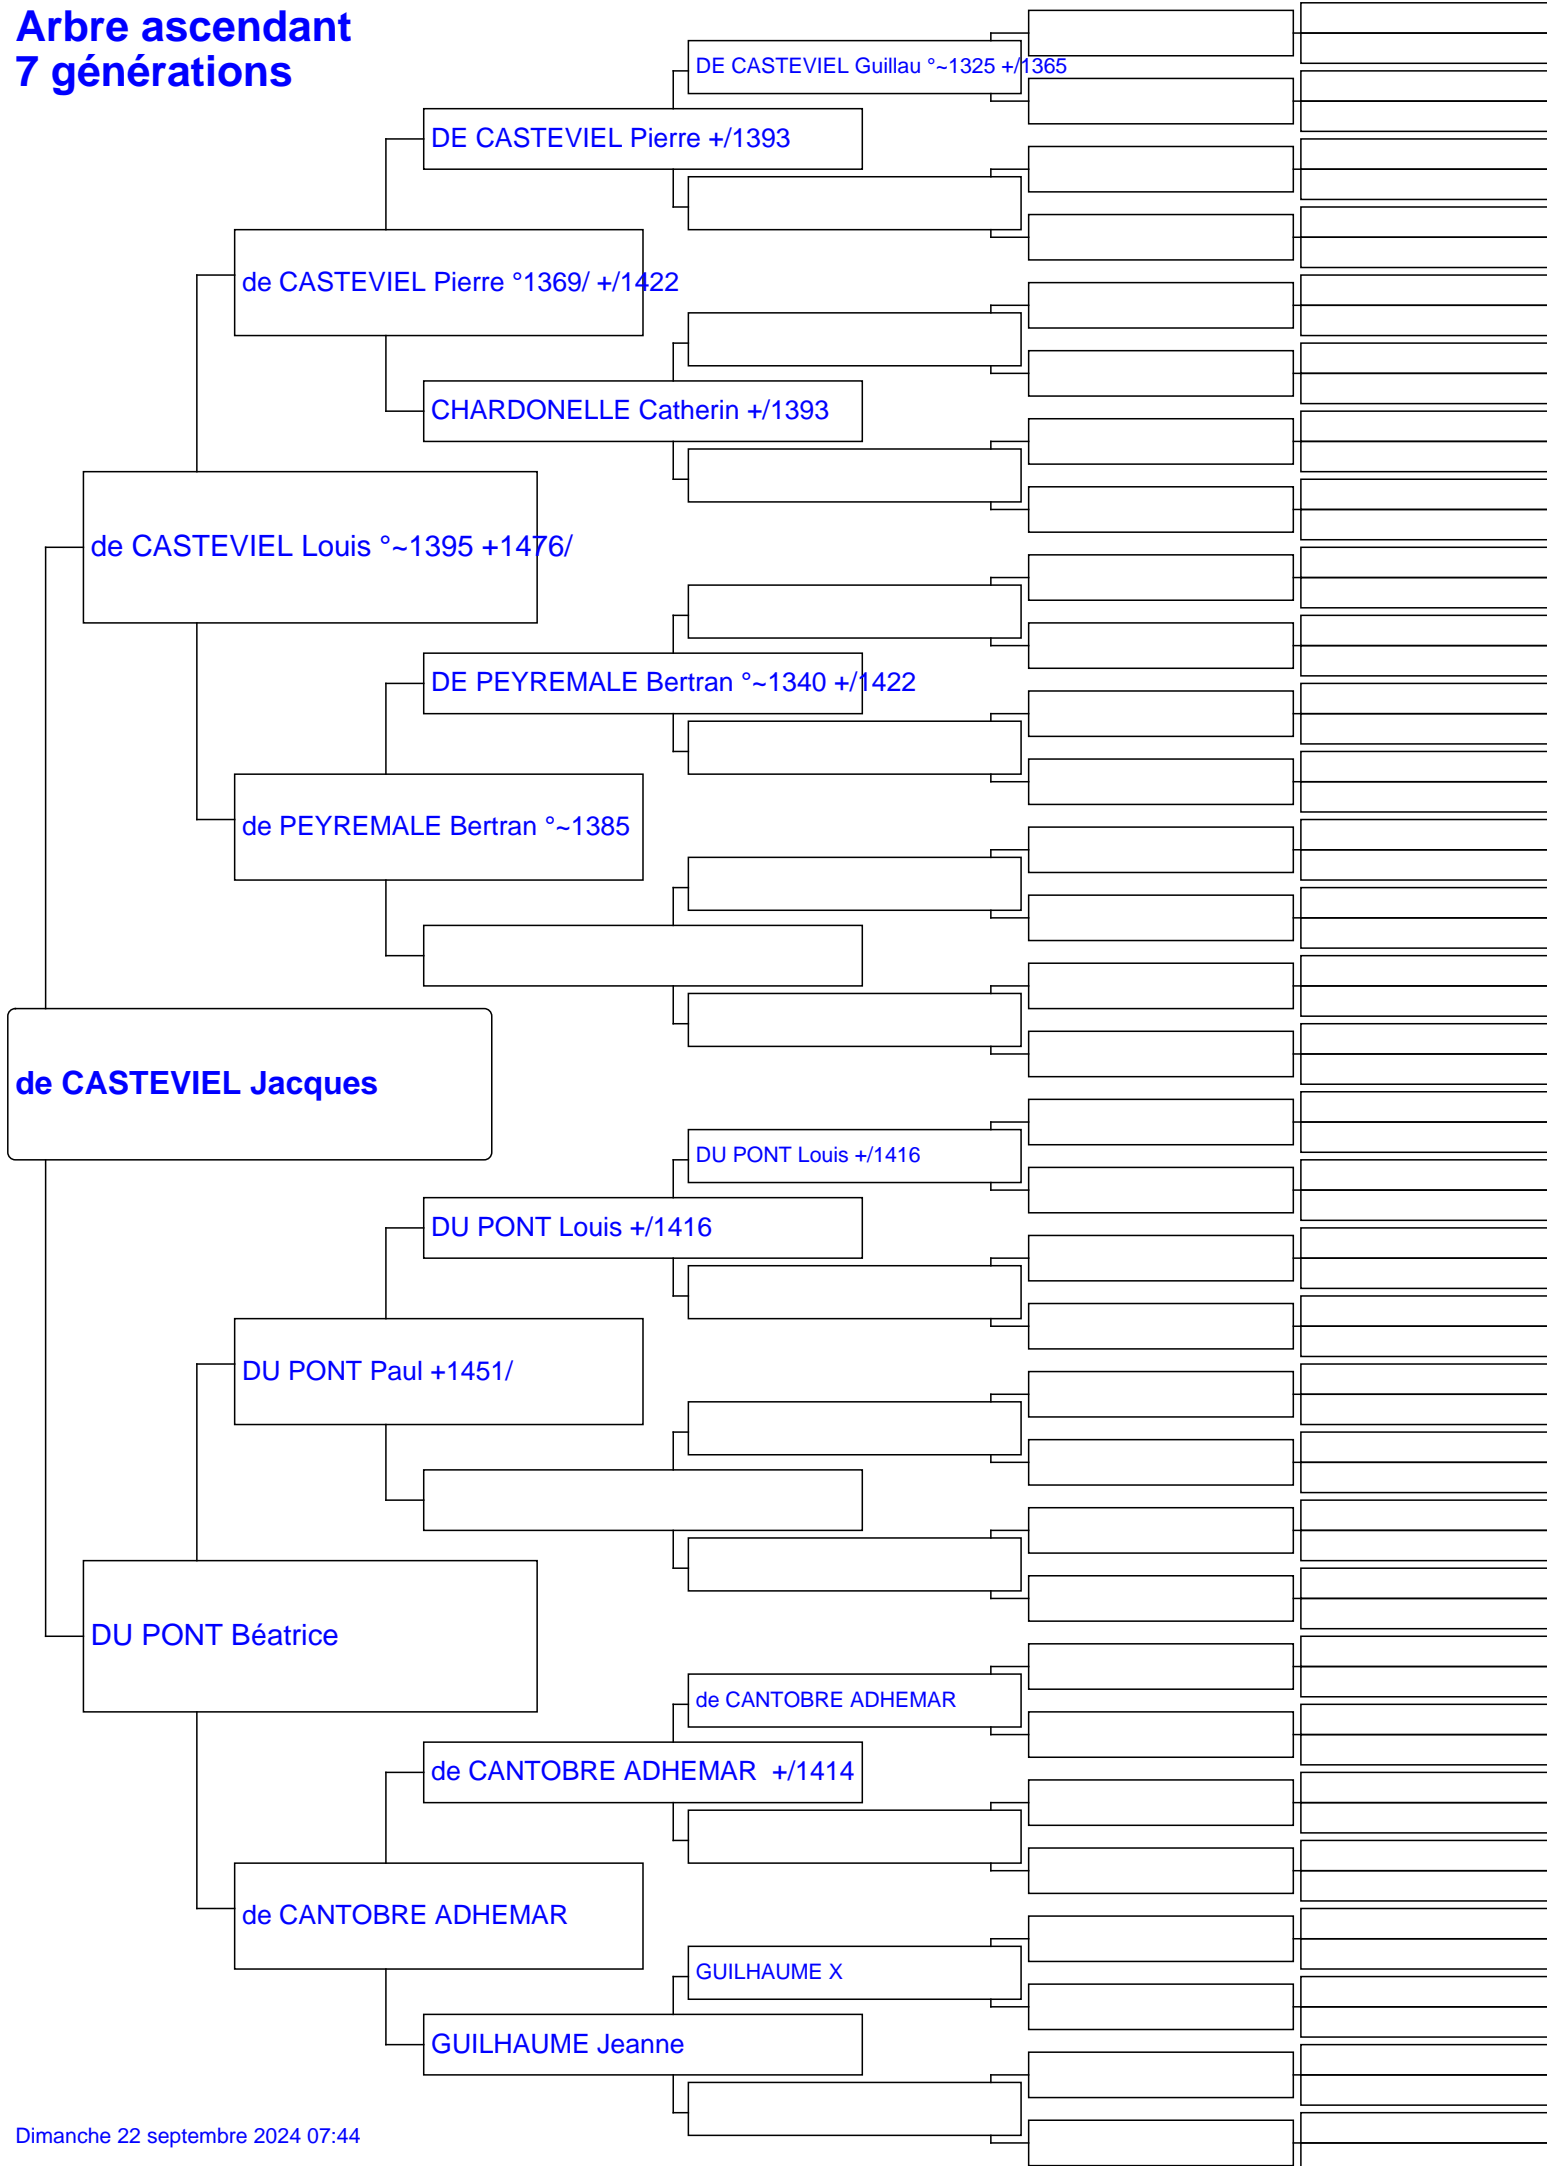 Arbre ascendant
7 générations
DE CASTEVIEL Guillau °~1325 +/1365
DE CASTEVIEL Pierre +/1393
de CASTEVIEL Pierre °1369/ +/1422
CHARDONELLE Catherin +/1393
de CASTEVIEL Louis °~1395 +1476/
DE PEYREMALE Bertran °~1340 +/1422
de PEYREMALE Bertran °~1385
de CASTEVIEL Jacques
DU PONT Louis +/1416
DU PONT Louis +/1416
DU PONT Paul +1451/
DU PONT Béatrice
de CANTOBRE ADHEMAR
de CANTOBRE ADHEMAR  +/1414
de CANTOBRE ADHEMAR
GUILHAUME X
GUILHAUME Jeanne
Dimanche 22 septembre 2024 07:44